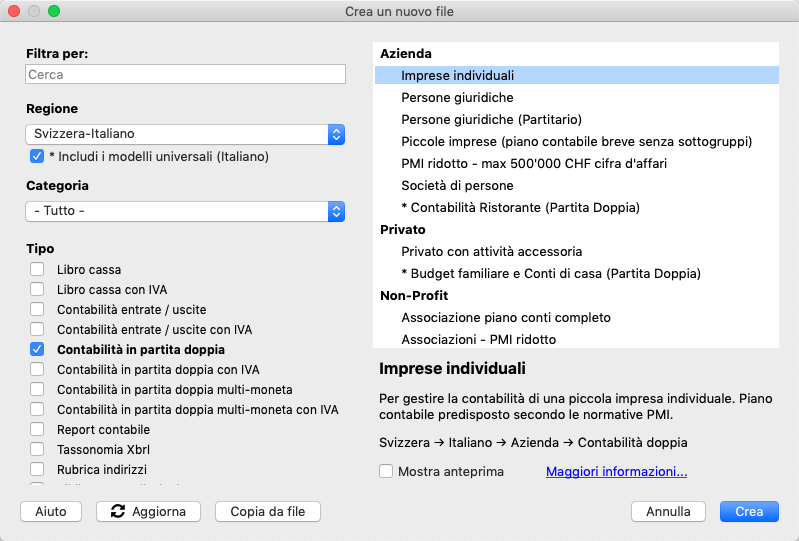 Crea un nuovo file
Filtra per:
Cerca
Regione
Svizzera-Italiano
* Includi i modelli universali (Italiano)
Categoria
- Tutto -
Tipo
Libro cassa
Libro cassa con IVA
Contabilità entrate / uscite
Contabilità entrate / uscite con IVA
Contabilità in partita doppia
Contabilità in partita doppia con IVA
Contabilità in partita doppia multi-moneta
Contabilità in partita doppia multi-moneta con IVA
Report contabile
Tassonomia Xbrl
Rubrica indirizzi
Azienda
Imprese individuali
Persone giuridiche
Persone giuridiche (Partitario)
Piccole imprese (piano contabile breve senza sottogruppi)
PMI ridotto - max 500'000 CHF cifra d'affari
Società di persone
* Contabilità Ristorante (Partita Doppia)
Privato
Privato con attività accessoria
* Budget familiare e Conti di casa (Partita Doppia)
Non-Profit
Associazione piano conti completo
Associazioni - PMI ridotto
Imprese individuali
Per gestire la contabilità di una piccola impresa individuale. Piano
contabile predisposto secondo le normative PMI.
Svizzera → Italiano → Azienda → Contabilità doppia
Mostra anteprima
Maggiori informazioni...
Aiuto
Aggiorna
Copia da file
Annulla
Crea